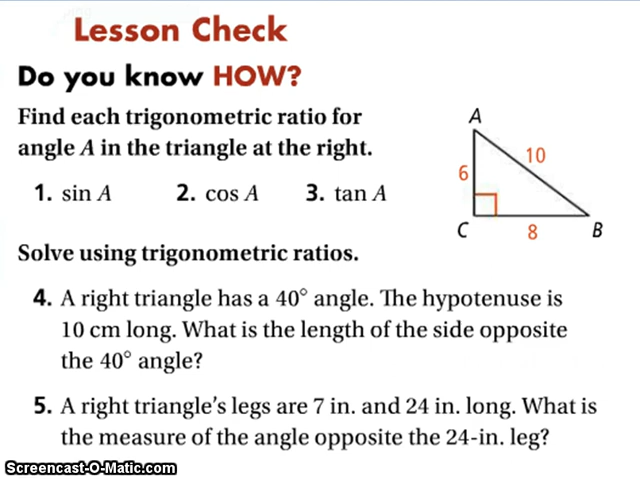 Lesson Check
Do you know HOW?
Find each trigonometric ratio for
angle A in the triangle at the right.
1. sin A 2. cos A 3. tan A
A
10
6
C 8 B
Solve using trigonometric ratios.
4. A right triangle has a 40° angle. The hypotenuse is
10 cm long. What is the length of the side opposite
the 40° angle?
5. A right triangle's legs are 7 in. and 24 in. long. What is
the measure of the angle opposite the 24-in. leg?
Screencast-O-Matic.com